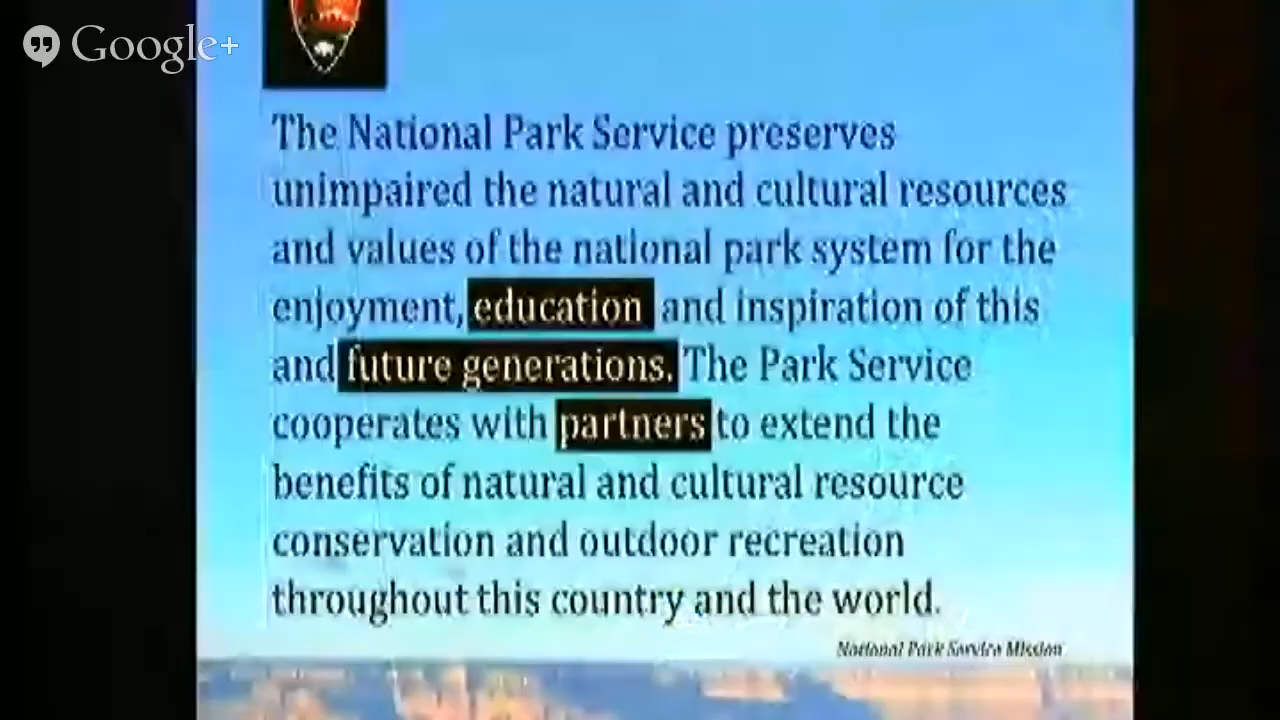 Google+
The National Park Service preserves
unimpaired the natural and cultural resources
and values of the national park system for the
enjoyment, education and inspiration of this
and future generations. The Park Service
cooperates with partners to extend the
benefits of natural and cultural resource
conservation and outdoor recreation
throughout this country and the world.
National Park Service Mission